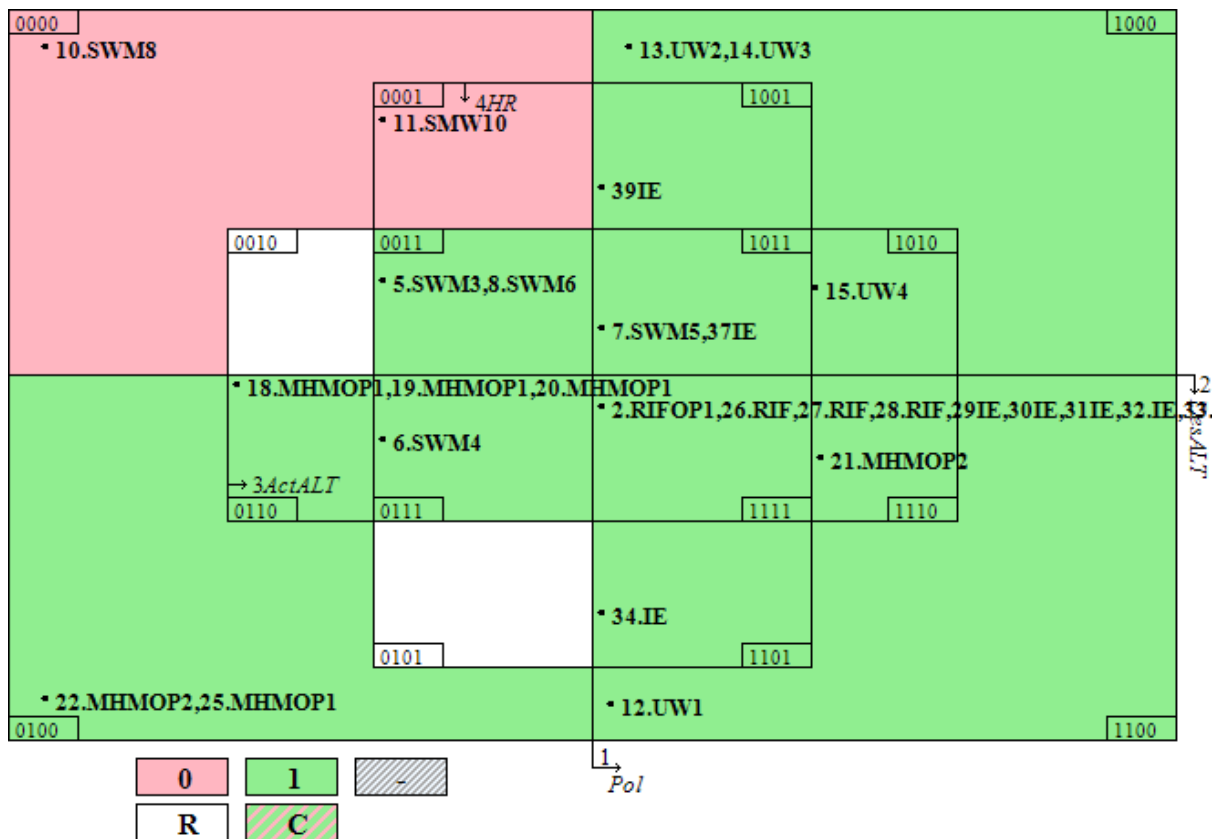 0000
1000
10.SWM8
13.UW2,14.UW3
0001
4HR
1001
11.SMW10
39IE
0010
0011
1011
1010
5.SWM3,8.SWM6
15.UW4
7.SWM5,37IE
18.MHMOP1,19.MHMOP1,20.MHMOP1
2
2.RIFOP1,26.RIF,27.RIF,28.RIF,29IE,30IE,31IE,32.IE,33.
6.SWM4
21.MHMOP2
3ActALT
0110
0111
1111
1110
34.IE
0101
1101
22.MHMOP2,25.MHMOP1
12.UW1
0100
1100
1
Pol
0
1
-
R
C